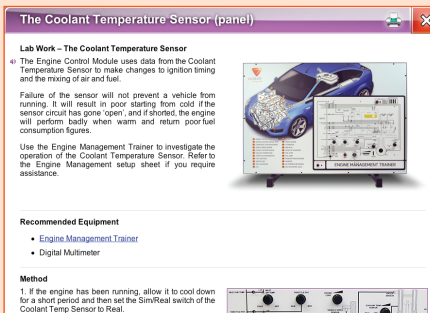 The Coolant Temperature Sensor (panel)
Lab Work – The Coolant Temperature Sensor
The Engine Control Module uses data from the Coolant
Temperature Sensor to make changes to ignition timing
and the mixing of air and fuel.
Failure of the sensor will not prevent a vehicle from
running. It will result in poor starting from cold if the
sensor circuit has gone 'open', and if shorted, the engine
will perform badly when warm and return poor fuel
consumption figures.
Use the Engine Management Trainer to investigate the
operation of the Coolant Temperature Sensor. Refer to
the Engine Management setup sheet if you require
assistance.
ENGINE MANAGEMENT TRAINER
Recommended Equipment
• Engine Management Trainer
• Digital Multimeter
Method
1. If the engine has been running, allow it to cool down
for a short period and then set the Sim/Real switch of the
Coolant Temp Sensor to Real.